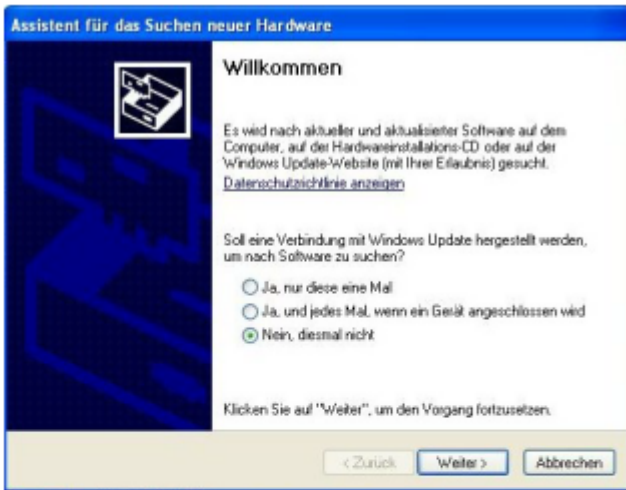 Assistent für das Suchen neuer Hardware
Willkommen
Es wird nach aktueller und aktualisierter Software auf dem
Computer, auf der Hardwareinstallations-CD oder auf der
Windows Update-Website (mit Ihrer Erlaubnis) gesucht.
Datenschutzrichtlinie anzeigen
Soll eine Verbindung mit Windows Update hergestellt werden,
um nach Software zu suchen?
Ja, nur diese eine Mal
Ja, und jedes Mal, wenn ein Gerät angeschlossen wird
Nein, diesmal nicht
Klicken Sie auf "Weiter", um den Vorgang fortzusetzen.
< Zurück Weiter > Abbrechen